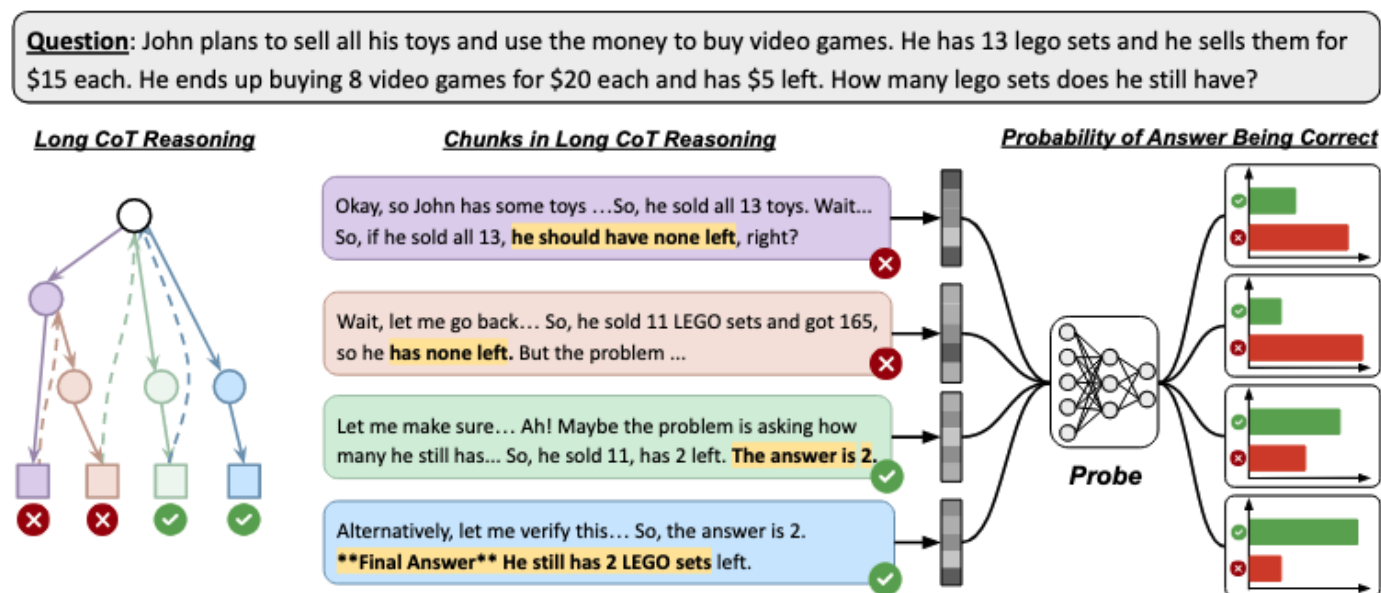 Question: John plans to sell all his toys and use the money to buy video games. He has 13 lego sets and he sells them for
$15 each. He ends up buying 8 video games for $20 each and has $5 left. How many lego sets does he still have?
Long CoT Reasoning
Chunks in Long CoT Reasoning
Probability of Answer Being Correct
Okay, so John has some toys …So, he sold all 13 toys. Wait...
So, if he sold all 13, he should have none left, right?
Wait, let me go back… So, he sold 11 LEGO sets and got 165,
so he has none left. But the problem ...
Let me make sure… Ah! Maybe the problem is asking how
many he still has... So, he sold 11, has 2 left. The answer is 2.
Alternatively, let me verify this… So, the answer is 2.
**Final Answer** He still has 2 LEGO sets left.
Probe